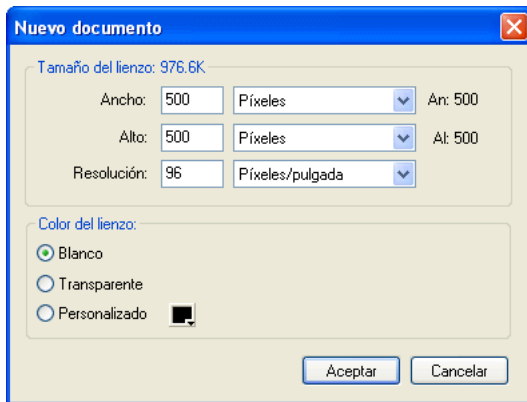 Nuevo documento
Tamaño del lienzo: 976.6K
Ancho: 500 Píxeles An: 500
Alto: 500 Píxeles Al: 500
Resolución: 96 Píxeles/pulgada
Color del lienzo:
Blanco
Transparente
Personalizado
Aceptar Cancelar